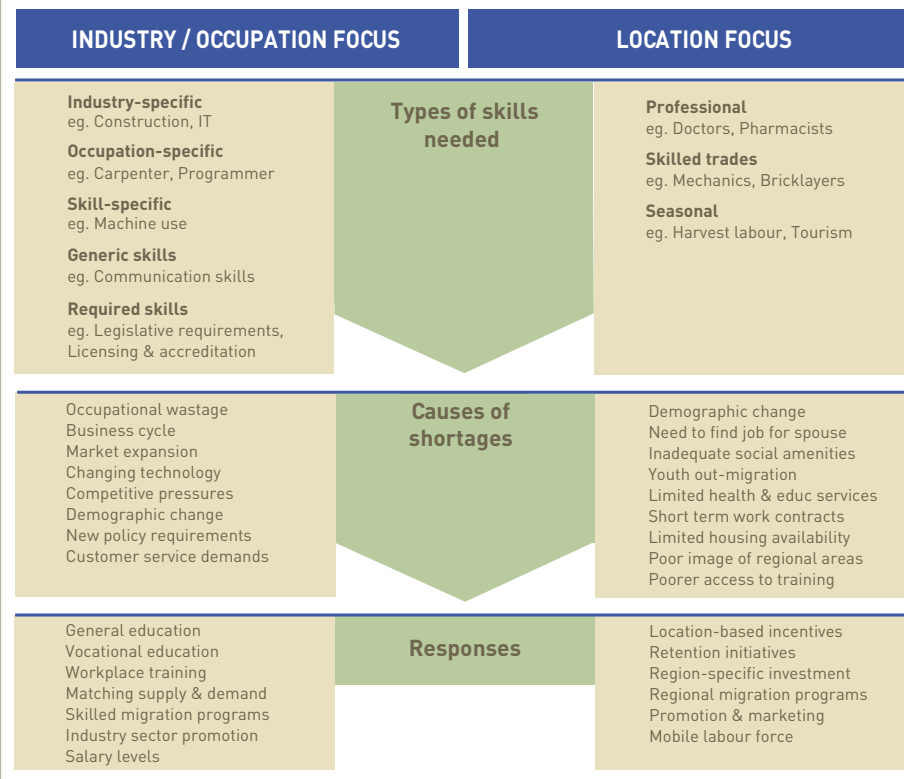 INDUSTRY / OCCUPATION FOCUS
LOCATION FOCUS
Industry-specific
eg. Construction, IT
Occupation-specific
eg. Carpenter, Programmer
Skill-specific
eg. Machine use
Generic skills
eg. Communication skills
Required skills
eg. Legislative requirements,
Licensing & accreditation
Types of skills
needed
Professional
eg. Doctors, Pharmacists
Skilled trades
eg. Mechanics, Bricklayers
Seasonal
eg. Harvest labour, Tourism
Occupational wastage
Business cycle
Market expansion
Changing technology
Competitive pressures
Demographic change
New policy requirements
Customer service demands
Causes of
shortages
Demographic change
Need to find job for spouse
Inadequate social amenities
Youth out-migration
Limited health & educ services
Short term work contracts
Limited housing availability
Poor image of regional areas
Poorer access to training
General education
Vocational education
Workplace training
Matching supply & demand
Skilled migration programs
Industry sector promotion
Salary levels
Responses
Location-based incentives
Retention initiatives
Region-specific investment
Regional migration programs
Promotion & marketing
Mobile labour force